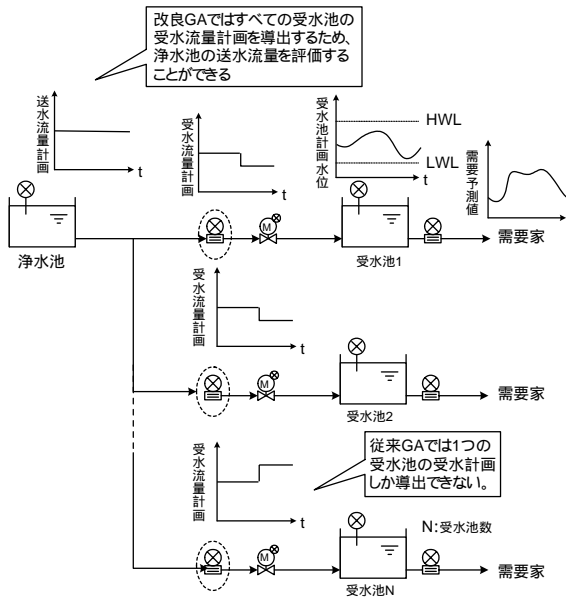 改良GAではすべての受水池の
受水流量計画を導出するため、
浄水池の送水流量を評価する
ことができる
送水流量計画
t
受水流量計画
t
受水池計画水位
HWL
LWL
t
需要予測値
浄水池
M
受水池1
需要家
受水流量計画
t
M
受水池2
需要家
受水流量計画
t
従来GAでは1つの
受水池の受水計画
しか導出できない。
N:受水池数
M
受水池N
需要家